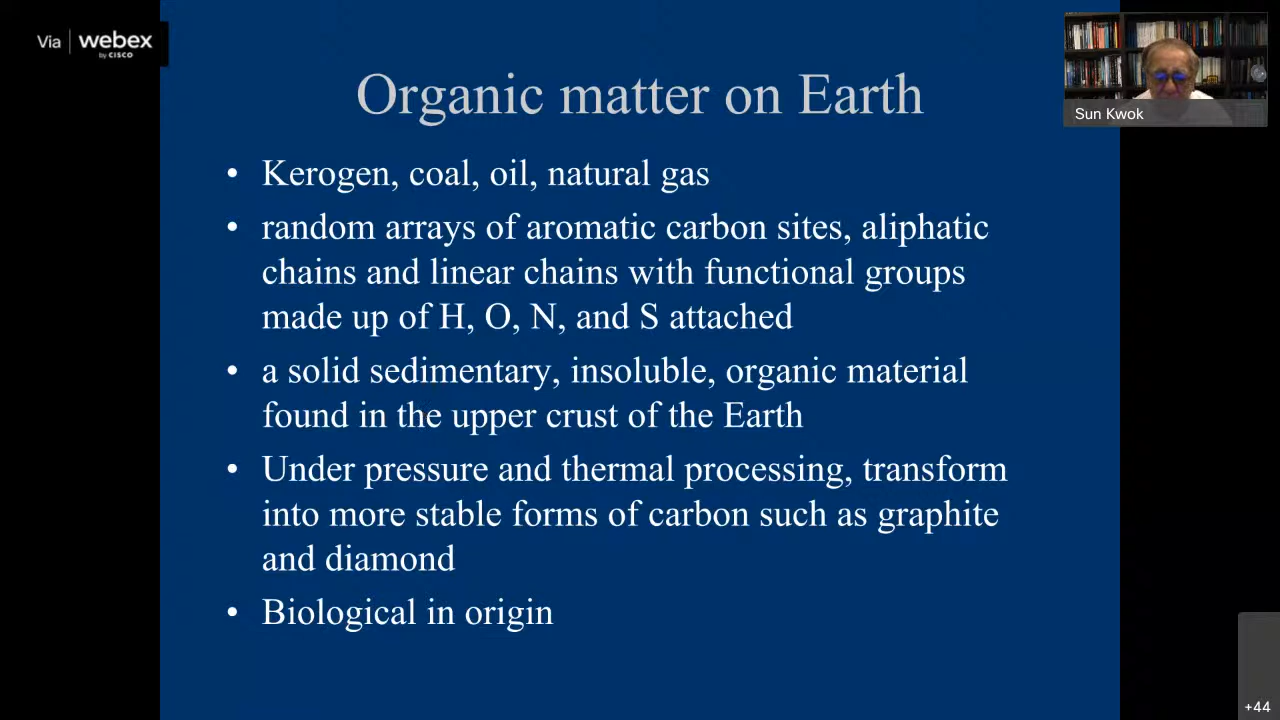 Via | webex
by CISCO
Sun Kwok
Organic matter on Earth
• Kerogen, coal, oil, natural gas
• random arrays of aromatic carbon sites, aliphatic
chains and linear chains with functional groups
made up of H, O, N, and S attached
• a solid sedimentary, insoluble, organic material
found in the upper crust of the Earth
• Under pressure and thermal processing, transform
into more stable forms of carbon such as graphite
and diamond
• Biological in origin
+44